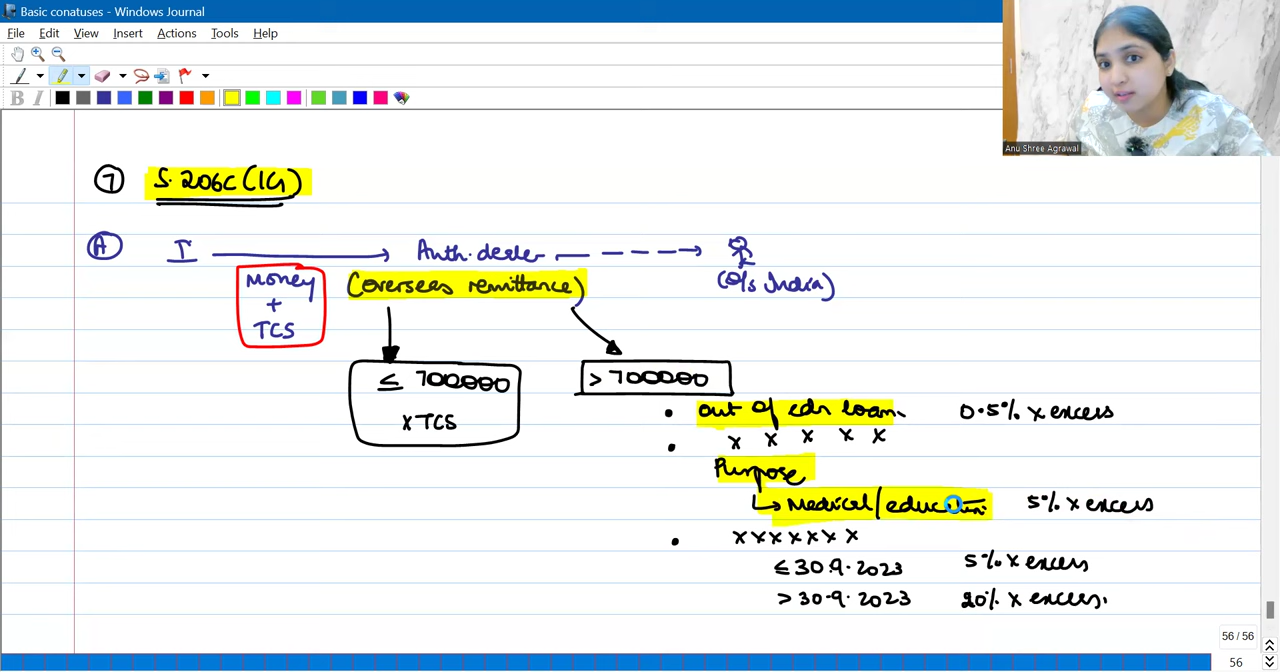 Basic conatuses - Windows Journal
File Edit View Insert Actions Tools Help
B I
Anu Shree Agrawal
⑦ S.206C(1G)
Ⓐ I → Auth. dealer → (O/s India)
Money + TCS
(overseas remittance)
≤ 700000
x TCS
> 700000
• Out of edn loan. 0.5% x excess
• x x x x x
Purpose
↳ Medical/education. 5% x excess
• x x x x x x x
≤ 30.9.2023 5% x excess
> 30.9.2023 20% x excess.
56 / 56
56